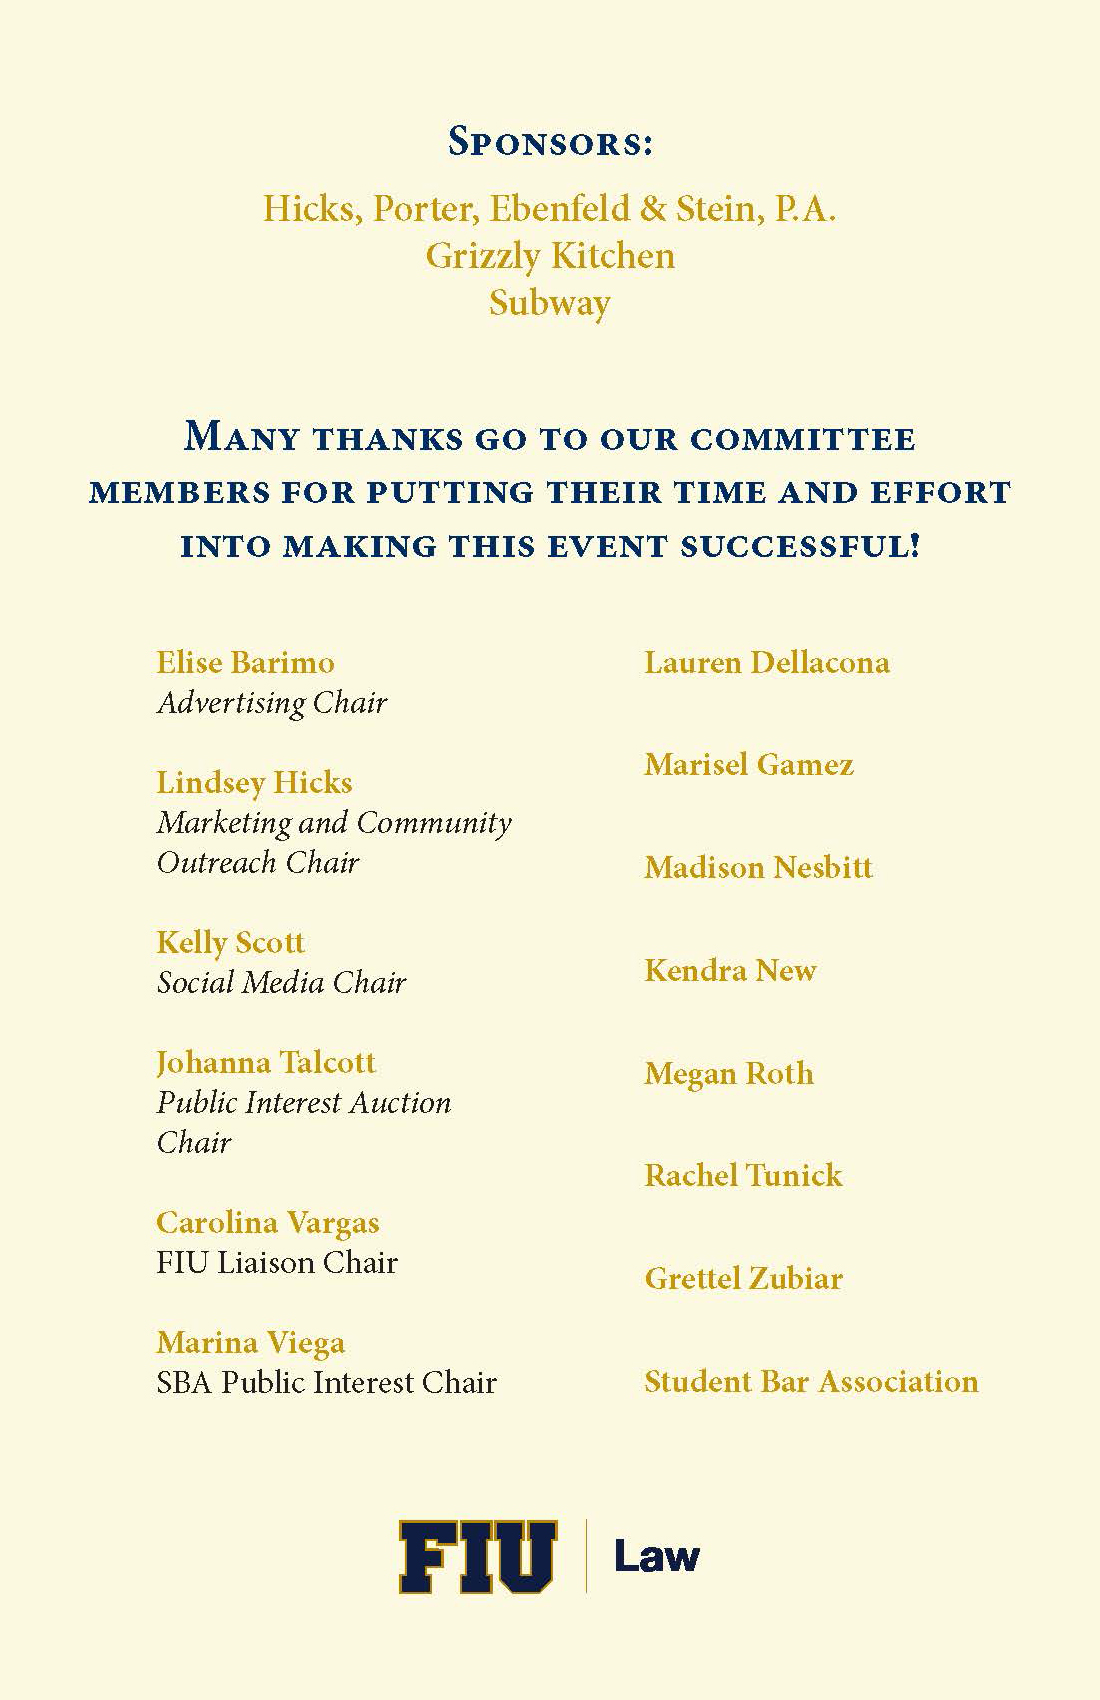 Sponsors:
Hicks, Porter, Ebenfeld & Stein, P.A.
Grizzly Kitchen
Subway
Many thanks go to our committee
members for putting their time and effort
into making this event successful!
Elise Barimo
Advertising Chair
Lindsey Hicks
Marketing and Community
Outreach Chair
Kelly Scott
Social Media Chair
Johanna Talcott
Public Interest Auction
Chair
Carolina Vargas
FIU Liaison Chair
Marina Viega
SBA Public Interest Chair
Lauren Dellacona
Marisel Gamez
Madison Nesbitt
Kendra New
Megan Roth
Rachel Tunick
Grettel Zubiar
Student Bar Association
FIU | Law